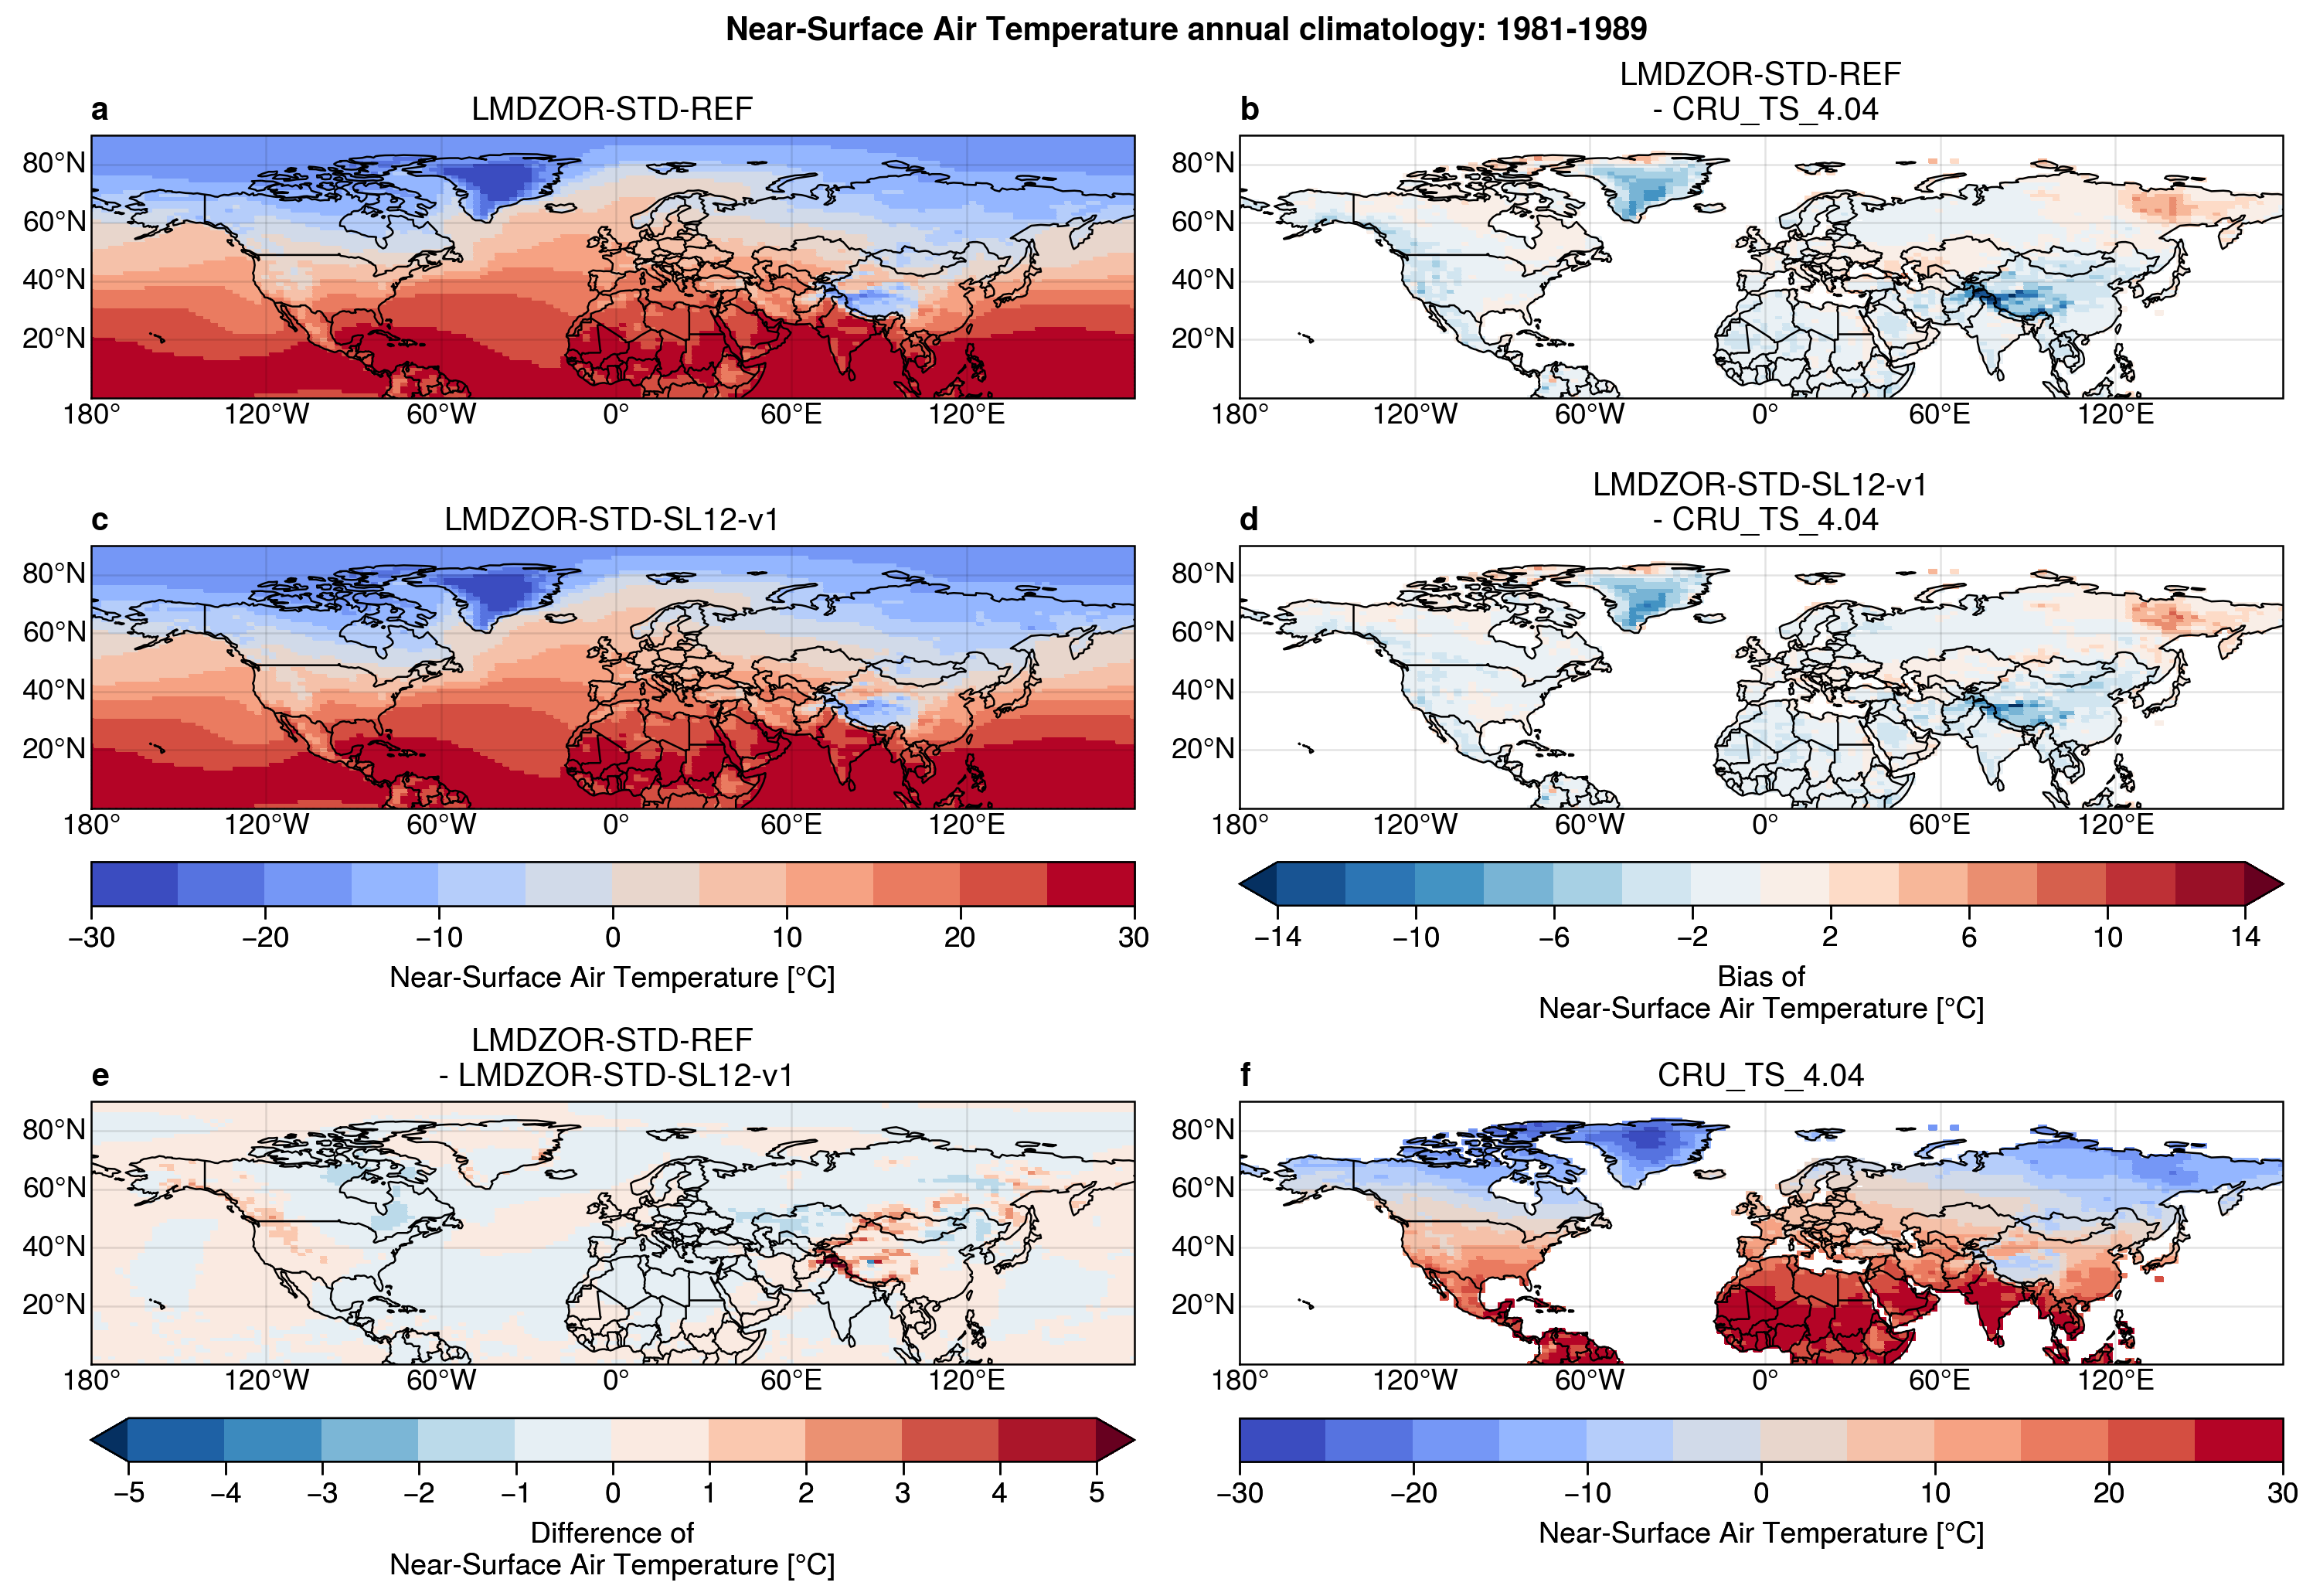 Near-Surface Air Temperature annual climatology: 1981-1989
a
LMDZOR-STD-REF
80°N
60°N
40°N
20°N
180°
120°W
60°W
0°
60°E
120°E
b
LMDZOR-STD-REF
- CRU_TS_4.04
80°N
60°N
40°N
20°N
180°
120°W
60°W
0°
60°E
120°E
c
LMDZOR-STD-SL12-v1
80°N
60°N
40°N
20°N
180°
120°W
60°W
0°
60°E
120°E
−30
−20
−10
0
10
20
30
Near-Surface Air Temperature [°C]
d
LMDZOR-STD-SL12-v1
- CRU_TS_4.04
80°N
60°N
40°N
20°N
180°
120°W
60°W
0°
60°E
120°E
−14
−10
−6
−2
2
6
10
14
Bias of
Near-Surface Air Temperature [°C]
e
LMDZOR-STD-REF
- LMDZOR-STD-SL12-v1
80°N
60°N
40°N
20°N
180°
120°W
60°W
0°
60°E
120°E
−5
−4
−3
−2
−1
0
1
2
3
4
5
Difference of
Near-Surface Air Temperature [°C]
f
CRU_TS_4.04
80°N
60°N
40°N
20°N
180°
120°W
60°W
0°
60°E
120°E
−30
−20
−10
0
10
20
30
Near-Surface Air Temperature [°C]